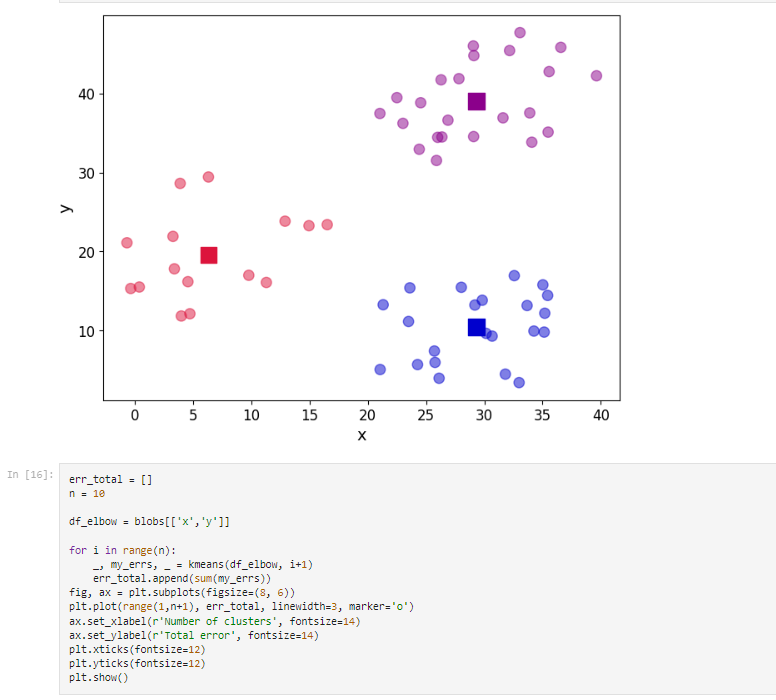 40
30
20
10
y
0 5 10 15 20 25 30 35 40
x
In [16]:
err_total = []
n = 10
df_elbow = blobs[['x','y']]
for i in range(n):
    _, my_errs, _ = kmeans(df_elbow, i+1)
    err_total.append(sum(my_errs))
fig, ax = plt.subplots(figsize=(8, 6))
plt.plot(range(1,n+1), err_total, linewidth=3, marker='o')
ax.set_xlabel(r'Number of clusters', fontsize=14)
ax.set_ylabel(r'Total error', fontsize=14)
plt.xticks(fontsize=12)
plt.yticks(fontsize=12)
plt.show()